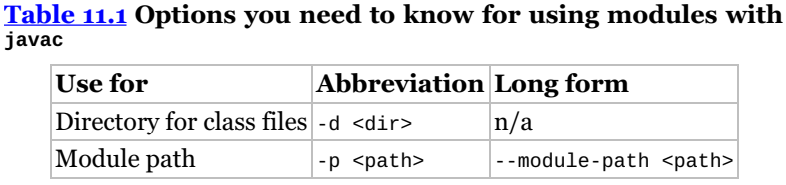 Table 11.1 Options you need to know for using modules with
javac
Use for Abbreviation Long form
Directory for class files -d <dir> n/a
Module path -p <path> --module-path <path>